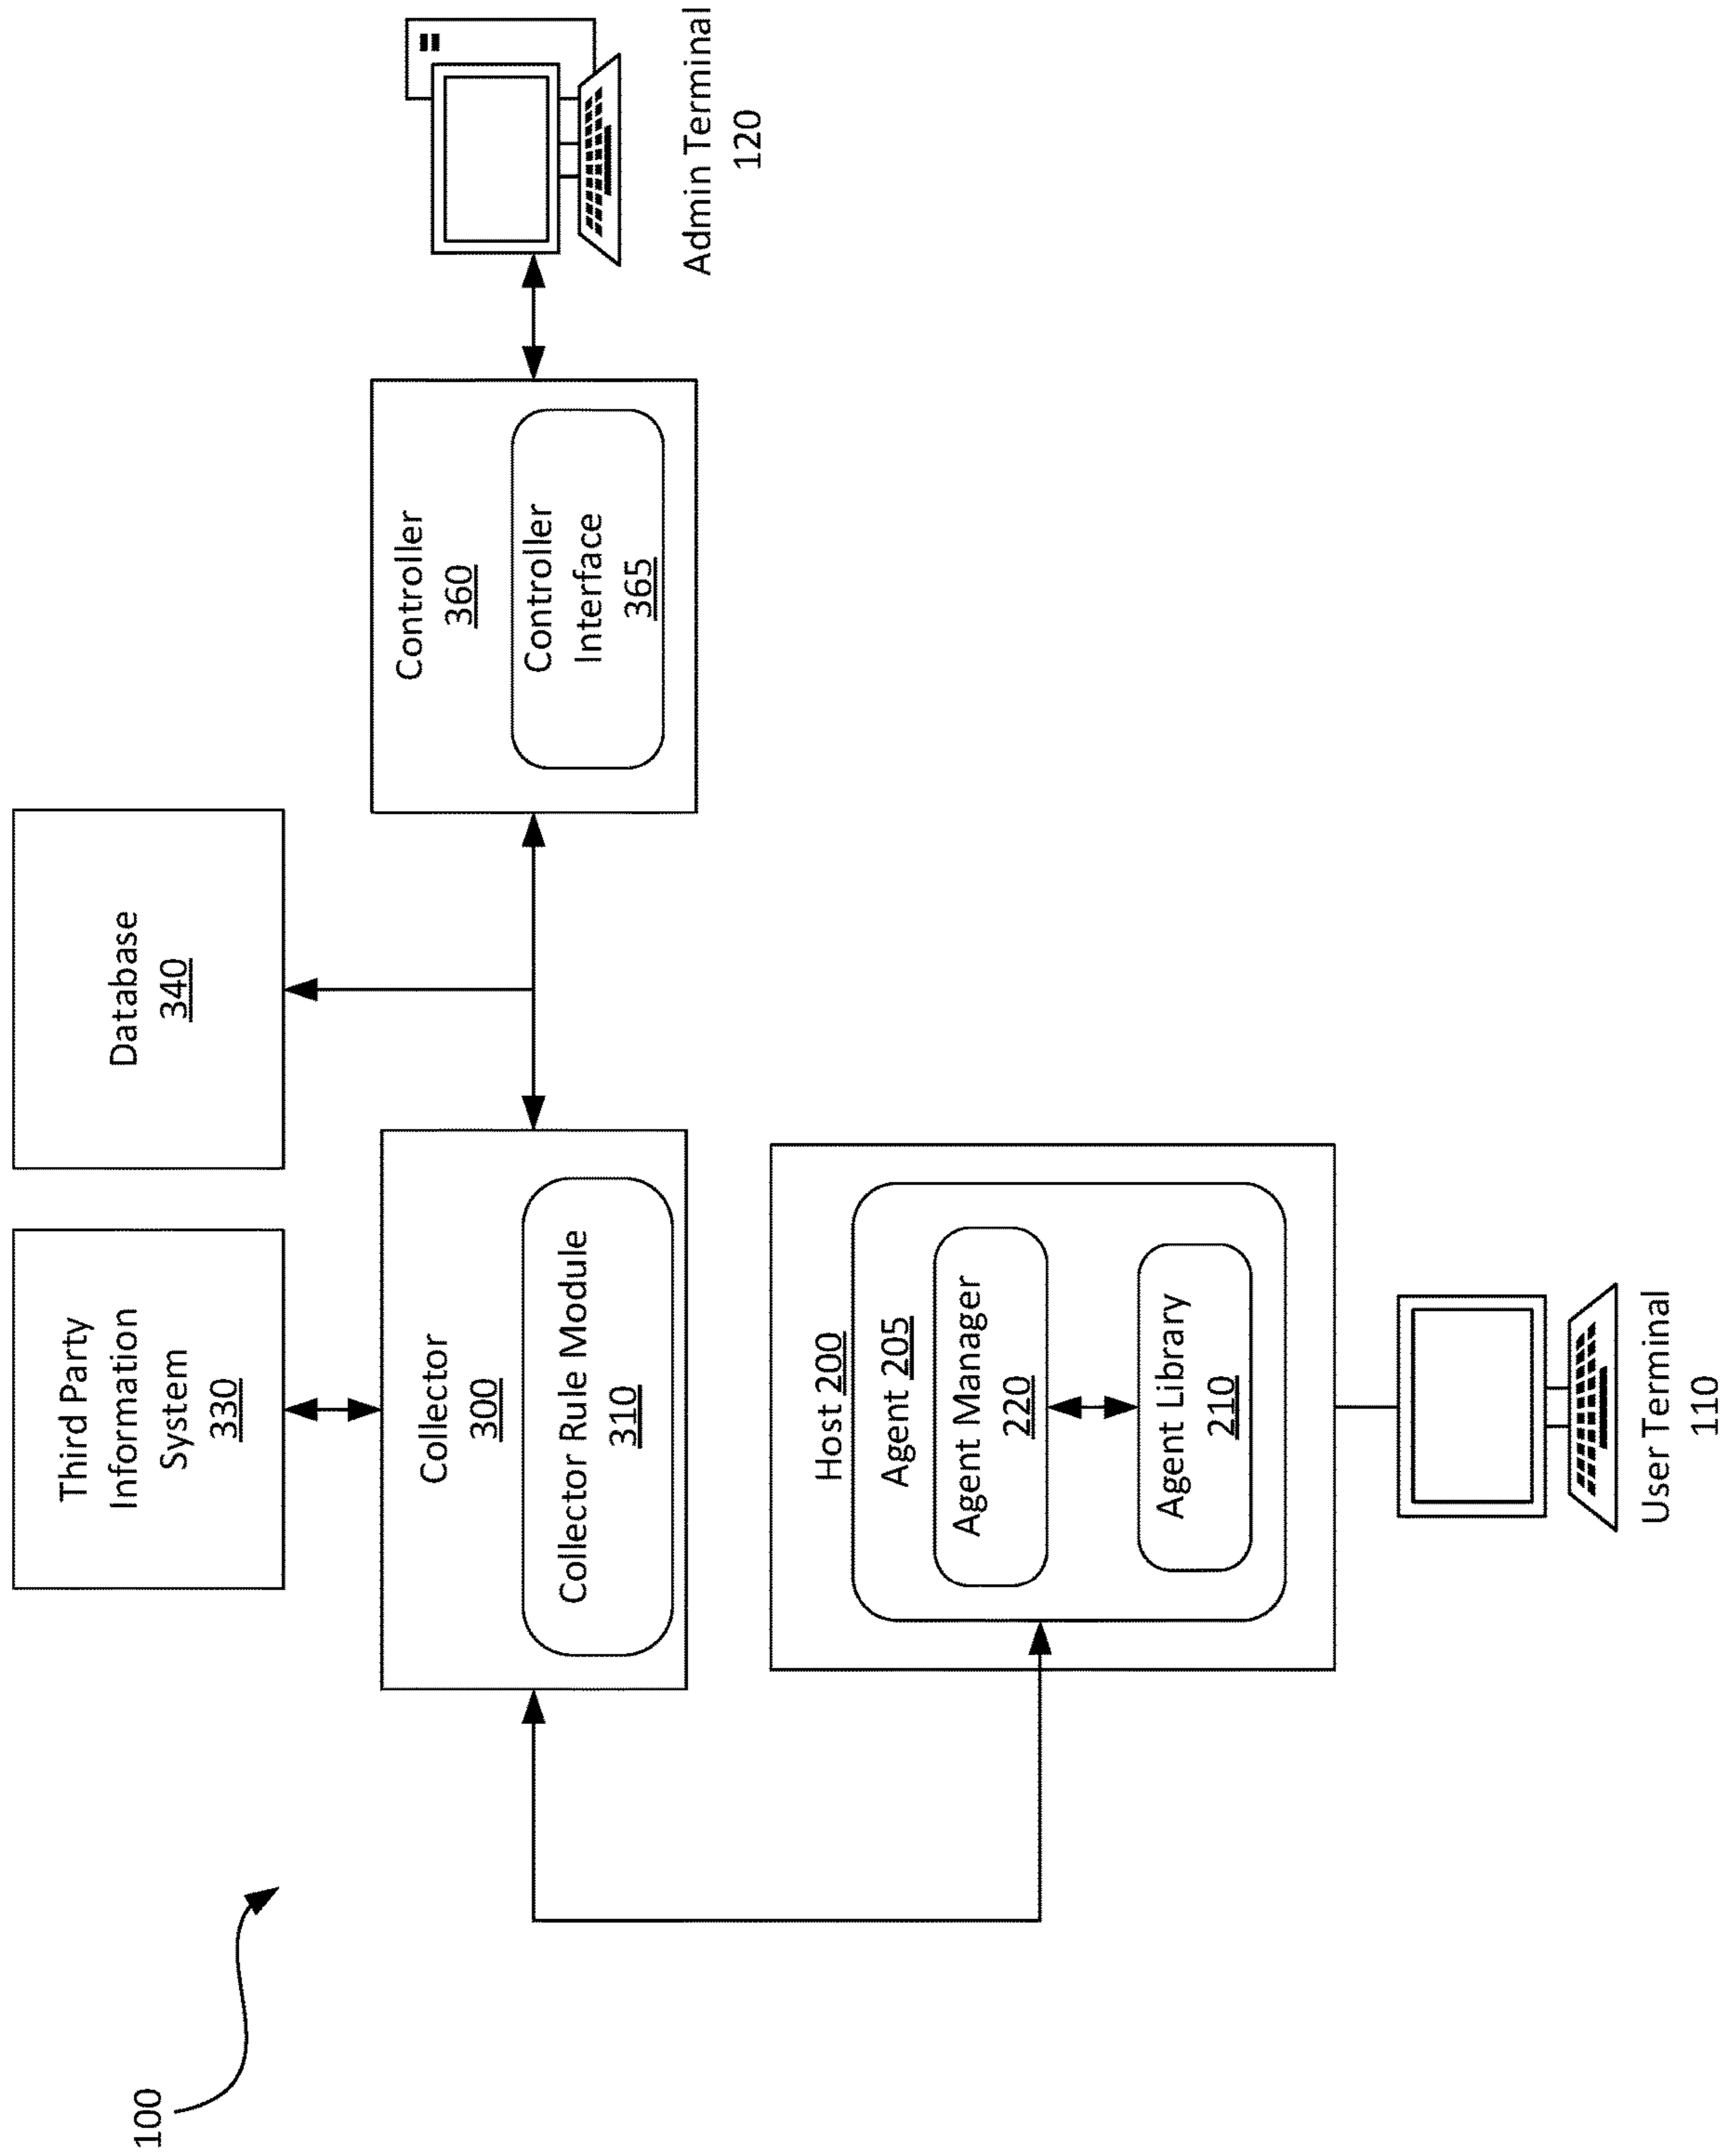 100
Third Party
Information
System
330
Database
340
Collector
300
Collector Rule Module
310
Controller
360
Controller
Interface
365
Admin Terminal
120
Host 200
Agent 205
Agent Manager
220
Agent Library
210
User Terminal
110